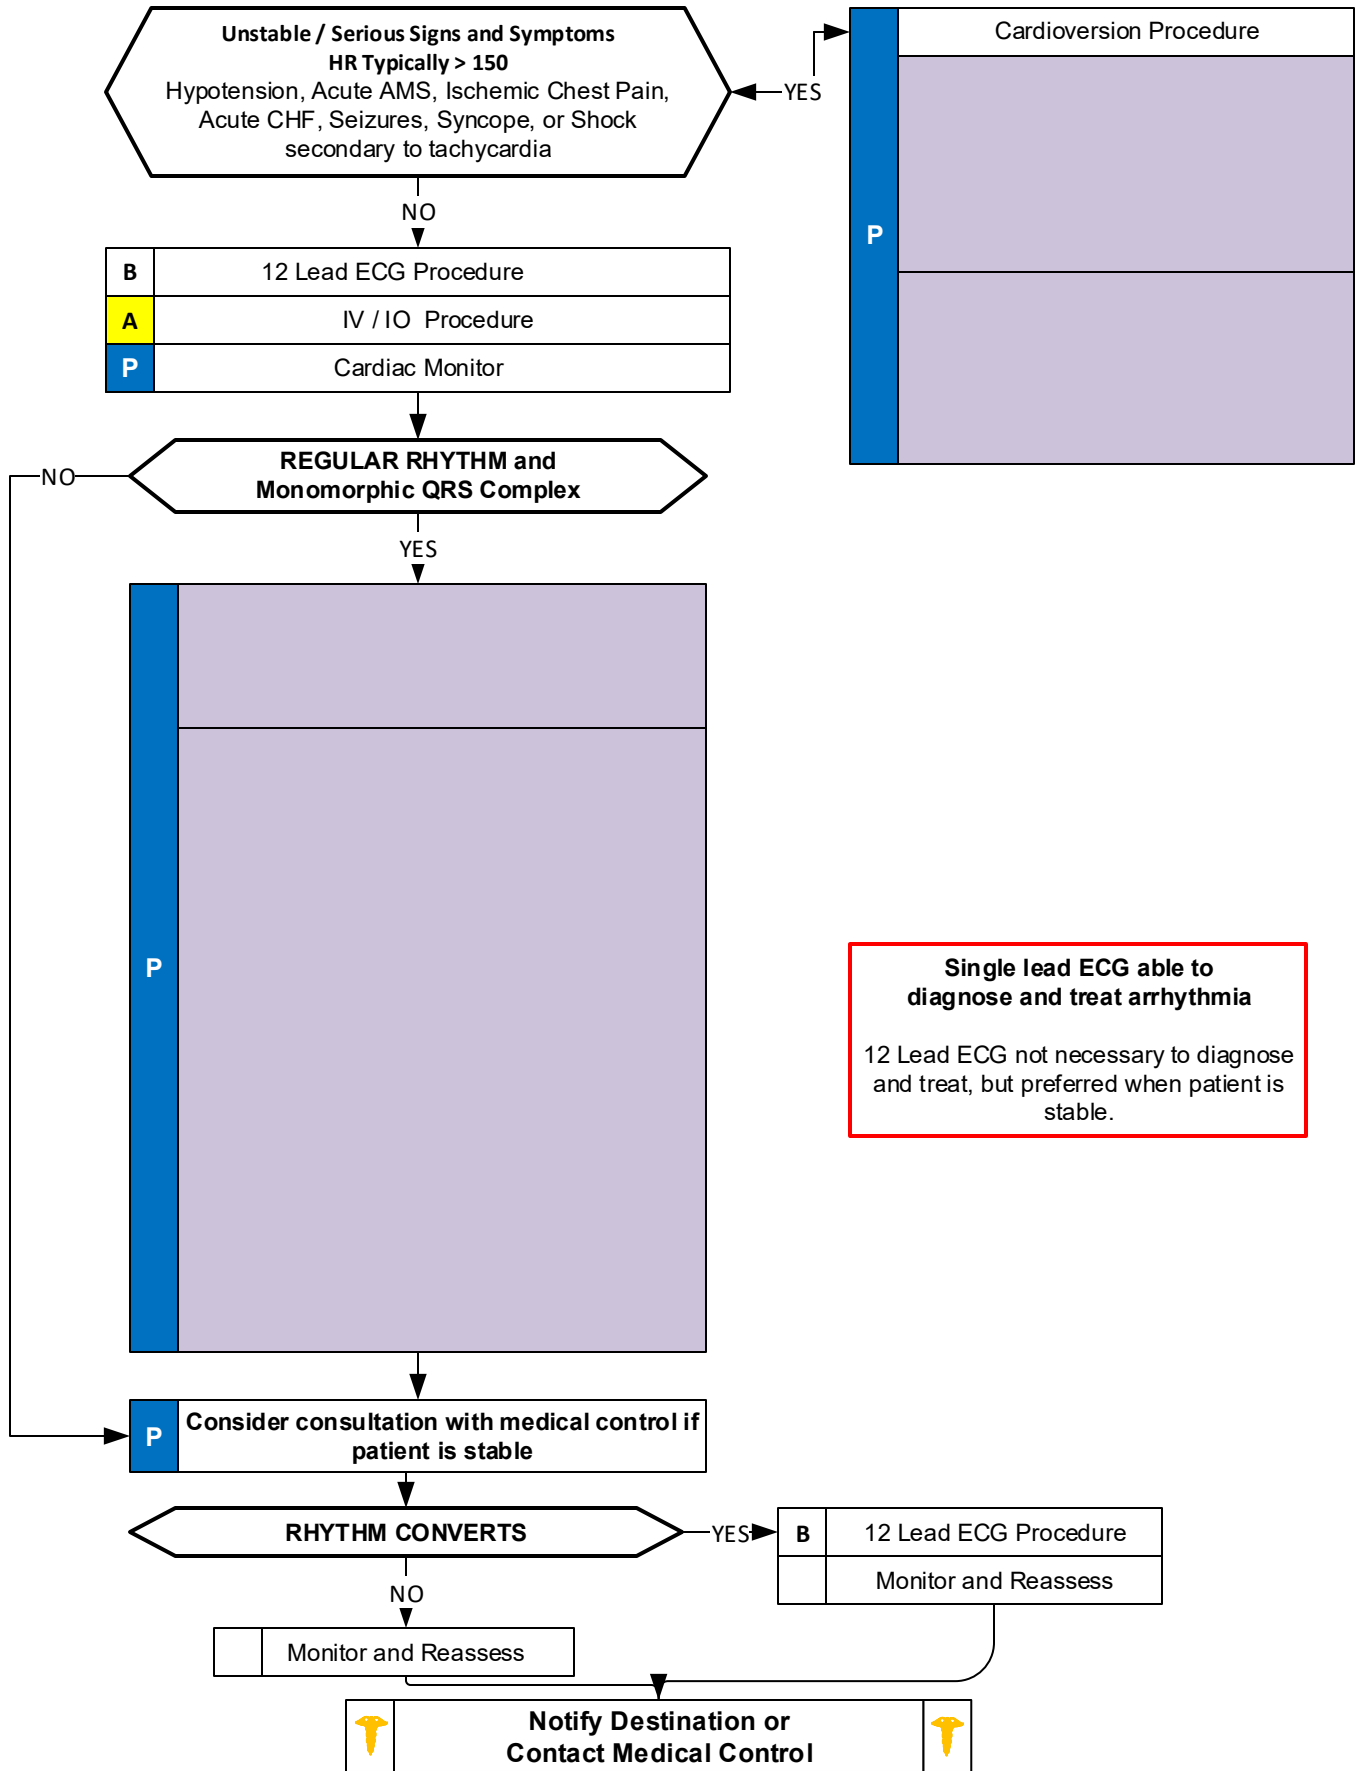 Unstable / Serious Signs and Symptoms
HR Typically > 150
Hypotension, Acute AMS, Ischemic Chest Pain,
Acute CHF, Seizures, Syncope, or Shock
secondary to tachycardia
YES
Cardioversion Procedure
P
NO
B 12 Lead ECG Procedure
A IV / IO Procedure
P Cardiac Monitor
NO
REGULAR RHYTHM and
Monomorphic QRS Complex
YES
P
Single lead ECG able to
diagnose and treat arrhythmia
12 Lead ECG not necessary to diagnose
and treat, but preferred when patient is
stable.
P
Consider consultation with medical control if
patient is stable
RHYTHM CONVERTS
YES
B 12 Lead ECG Procedure
Monitor and Reassess
NO
Monitor and Reassess
Notify Destination or
Contact Medical Control